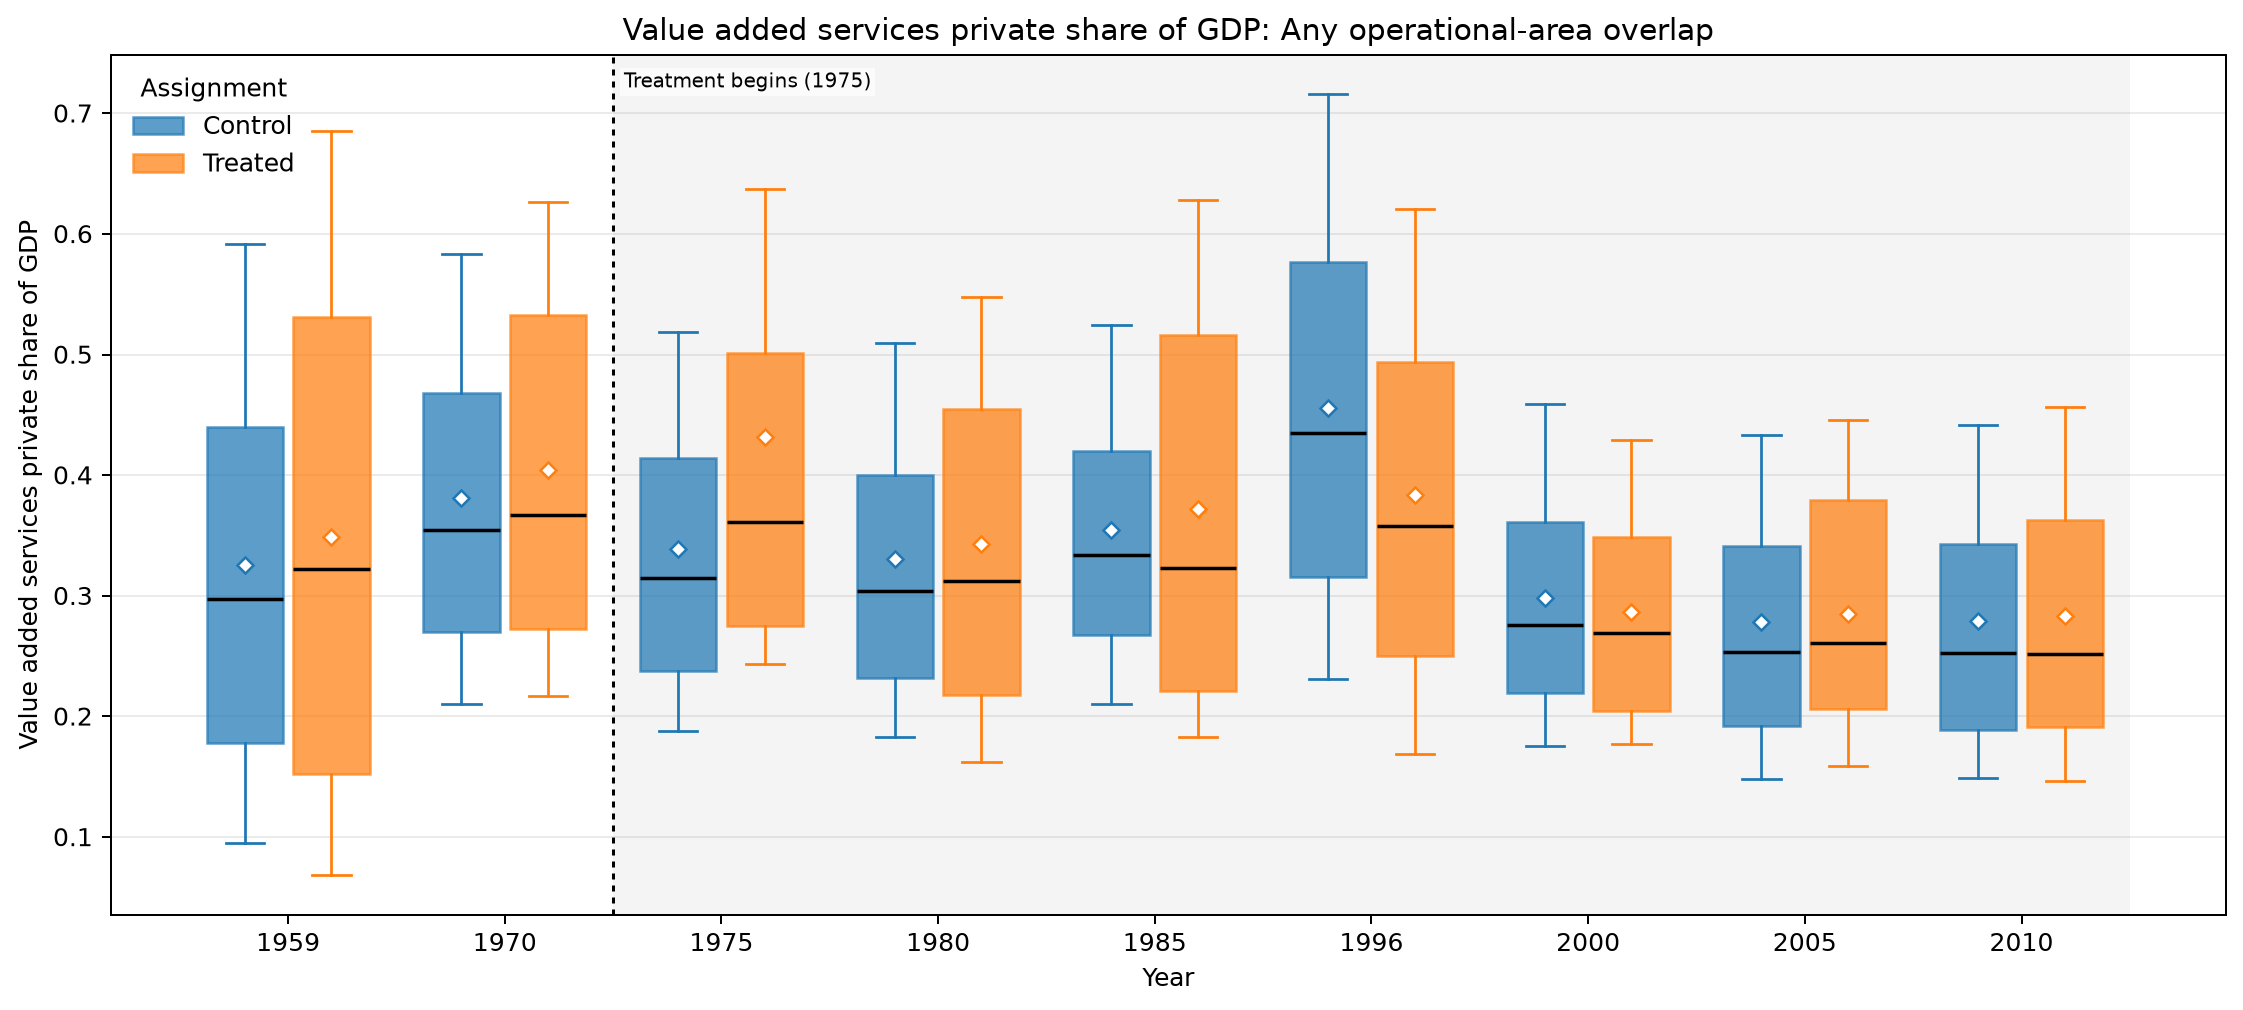 Value added services private share of GDP: Any operational-area overlap
Treatment begins (1975)
Assignment
Control
Treated
Value added services private share of GDP
0.7
0.6
0.5
0.4
0.3
0.2
0.1
1959 1970 1975 1980 1985 1996 2000 2005 2010
Year